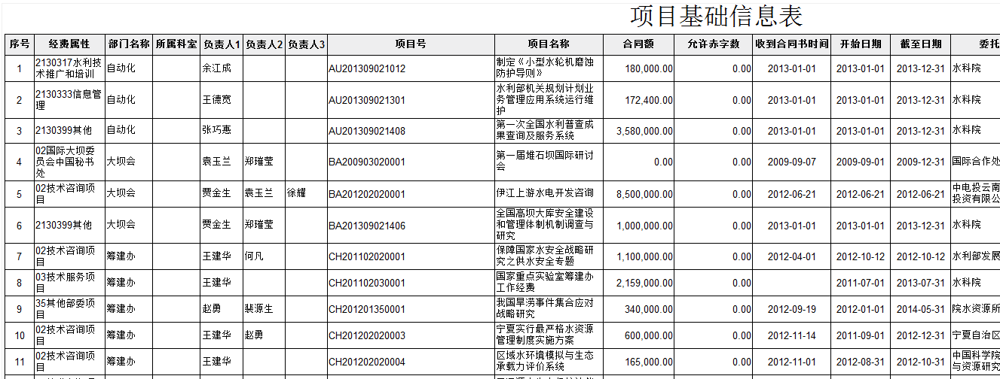 项目基础信息表
序号 经费属性 部门名称 所属科室 负责人1 负责人2 负责人3 项目号 项目名称 合同额 允许赤字数 收到合同书时间 开始日期 截至日期 委托
1 2130317水利技术推广和培训 自动化 余江成 AU201309021012 制定《小型水轮机磨蚀防护导则》 180,000.00 0.00 2013-01-01 2013-01-01 2013-12-31 水科院
2 2130333信息管理 自动化 王德宽 AU201309021301 水利部机关规划计划业务管理应用系统运行维护 172,400.00 0.00 2013-01-01 2013-01-01 2013-12-31 水科院
3 2130399其他 自动化 张巧惠 AU201309021408 第一次全国水利普查成果查询及服务系统 3,580,000.00 0.00 2013-01-01 2013-01-01 2013-12-31 水科院
4 02国际大坝委员会中国秘书处 大坝会 袁玉兰 郑璀莹 BA200903020001 第一届堆石坝国际研讨会 0.00 0.00 2009-09-07 2009-09-01 2009-12-31 国际合作处
5 02技术咨询项目 大坝会 贾金生 袁玉兰 徐耀 BA201202020001 伊江上游水电开发咨询 8,500,000.00 0.00 2012-06-21 2012-06-21 2012-06-21 中电投云南投资有限公
6 2130399其他 大坝会 贾金生 郑璀莹 BA201309021406 全国高坝大库安全建设和管理体制机制调查与研究 1,000,000.00 0.00 2013-01-01 2013-01-01 2013-12-31 水科院
7 02技术咨询项目 筹建办 王建华 何凡 CH201102020001 保障国家水安全战略研究之供水安全专题 1,100,000.00 0.00 2012-04-01 2012-10-12 2012-10-12 水利部发展
8 03技术服务项目 筹建办 王建华 CH201102030001 国家重点实验室筹建办工作经费 2,159,000.00 0.00 2011-07-01 2013-07-31 水科院
9 35其他部委项目 筹建办 赵勇 裴源生 CH201201350001 我国旱涝事件集合应对战略研究 340,000.00 0.00 2012-09-19 2012-01-01 2014-05-31 院水资源所
10 02技术咨询项目 筹建办 王建华 赵勇 CH201202020003 宁夏实行最严格水资源管理制度实施方案 600,000.00 0.00 2012-11-14 2011-09-01 2012-12-31 宁夏自治区
11 02技术咨询项目 筹建办 王建华 CH201202020004 区域水环境模拟与生态承载力评价系统 165,000.00 0.00 2012-11-01 2012-08-31 2012-10-31 中国科学院与资源研究